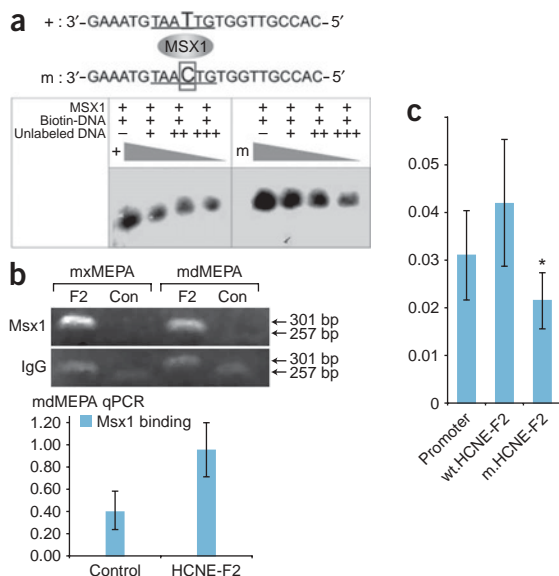 a
+ : 3′-GAAATGTAATTGTGGTTGCCAC-5′
MSX1
m : 3′-GAAATGTAACTGTGGTTGCCAC-5′
MSX1 + + + + + + + +
Biotin-DNA + + + + + + + +
Unlabeled DNA – + ++ +++ – + ++ +++
+ m
b
mxMEPA mdMEPA
F2 Con F2 Con
Msx1
301 bp
257 bp
IgG
301 bp
257 bp
mdMEPA qPCR
Msx1 binding
1.20
1.00
0.80
0.60
0.40
0.20
0.00
Control HCNE-F2
c
0.06
0.05
0.04
0.03
0.02
0.01
0
*
Promoter
wt.HCNE-F2
m.HCNE-F2